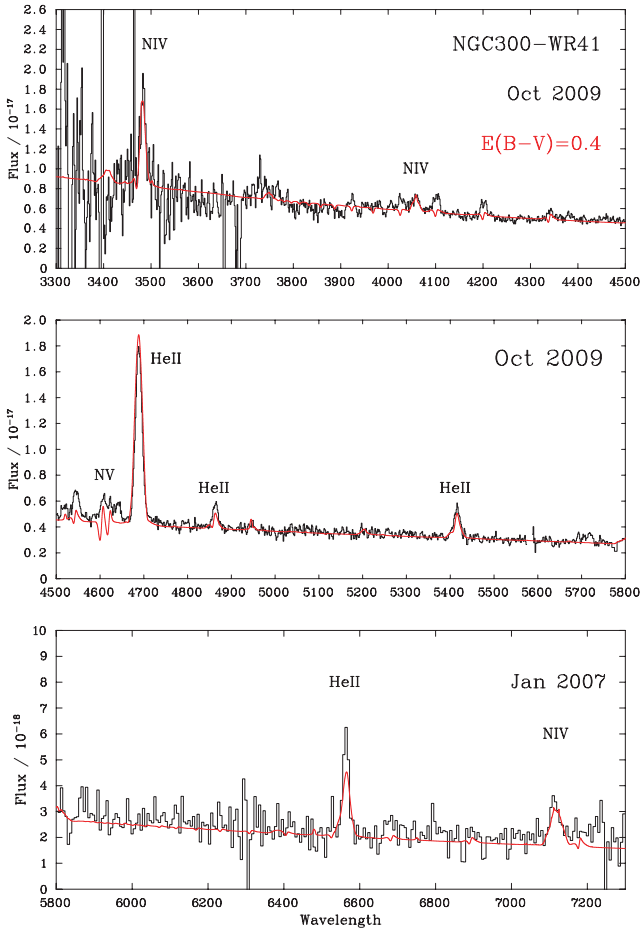 2.6
2.4
2.2
2.0
1.8
1.6
1.4
1.2
1.0
0.8
0.6
0.4
0.2
0
Flux / 10⁻¹⁷
NIV
NGC300-WR41
Oct 2009
E(B-V)=0.4
NIV
3300 3400 3500 3600 3700 3800 3900 4000 4100 4200 4300 4400 4500
2.0
1.8
1.6
1.4
1.2
1.0
0.8
0.6
0.4
0.2
0
Flux / 10⁻¹⁷
HeII
Oct 2009
NV
HeII
HeII
4500 4600 4700 4800 4900 5000 5100 5200 5300 5400 5500 5600 5700 5800
10
9
8
7
6
5
4
3
2
1
0
Flux / 10⁻¹⁸
HeII
Jan 2007
NIV
5800 6000 6200 6400 6600 6800 7000 7200
Wavelength